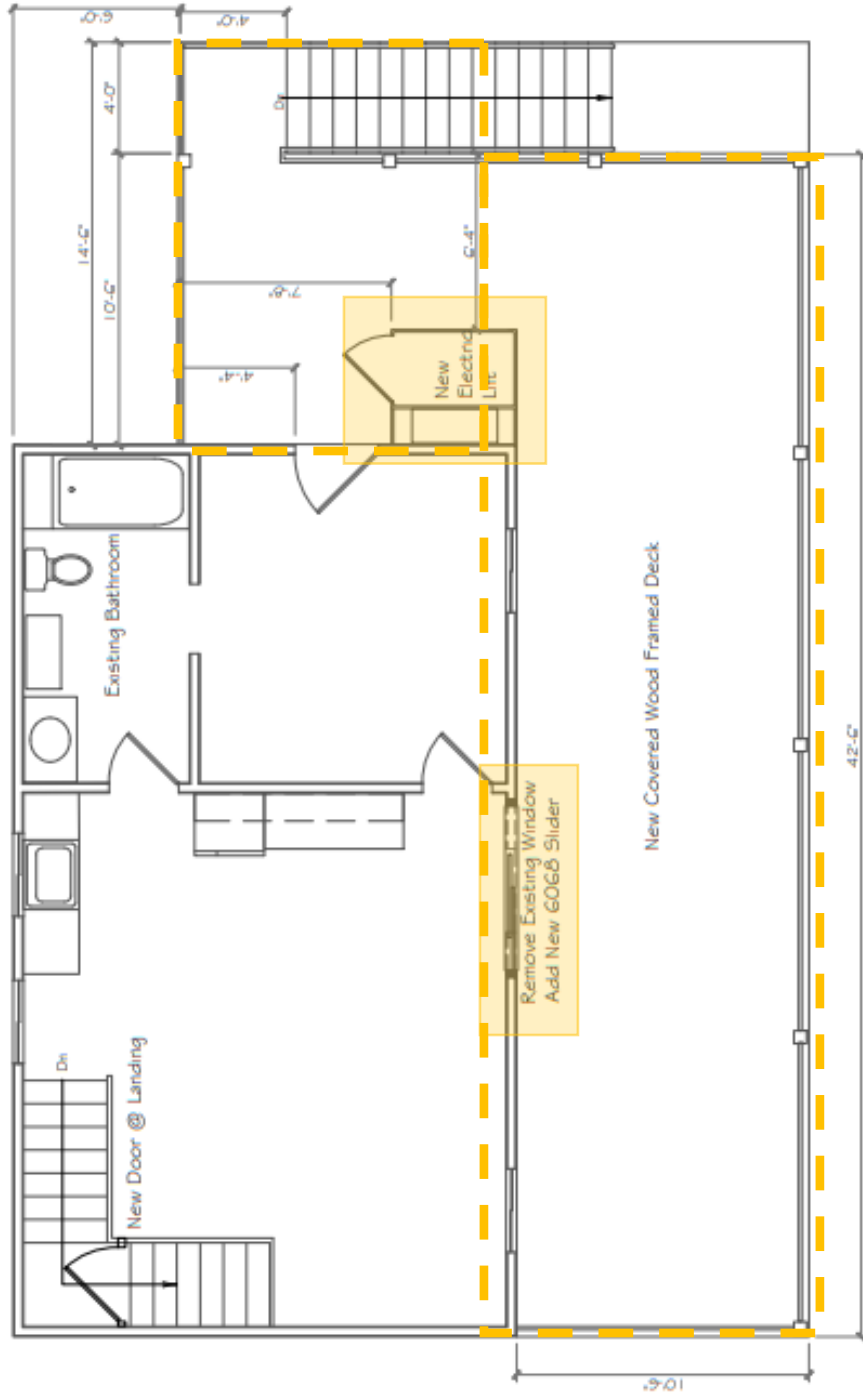 6'-0"
4'-0"
14'-6"
4'-0"
10'-6"
Dn
6'-4"
7'-6"
4'-4"
New
Electric
Lift
Existing Bathroom
New Covered Wood Framed Deck
42'-6"
Remove Existing Window
Add New 6068 Slider
Dn
New Door @ Landing
10'-6"